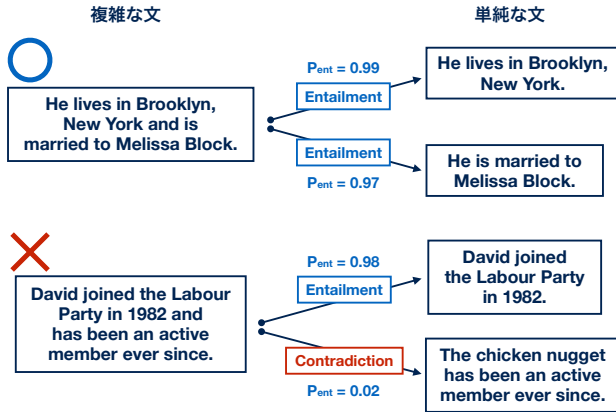 複雑な文
単純な文
He lives in Brooklyn,
New York and is
married to Melissa Block.
Pent = 0.99
Entailment
He lives in Brooklyn,
New York.
Entailment
Pent = 0.97
He is married to
Melissa Block.
David joined the Labour
Party in 1982 and
has been an active
member ever since.
Pent = 0.98
Entailment
David joined
the Labour Party
in 1982.
Contradiction
Pent = 0.02
The chicken nugget
has been an active
member ever since.